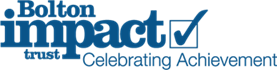 Bolton
impact
trust
Celebrating Achievement